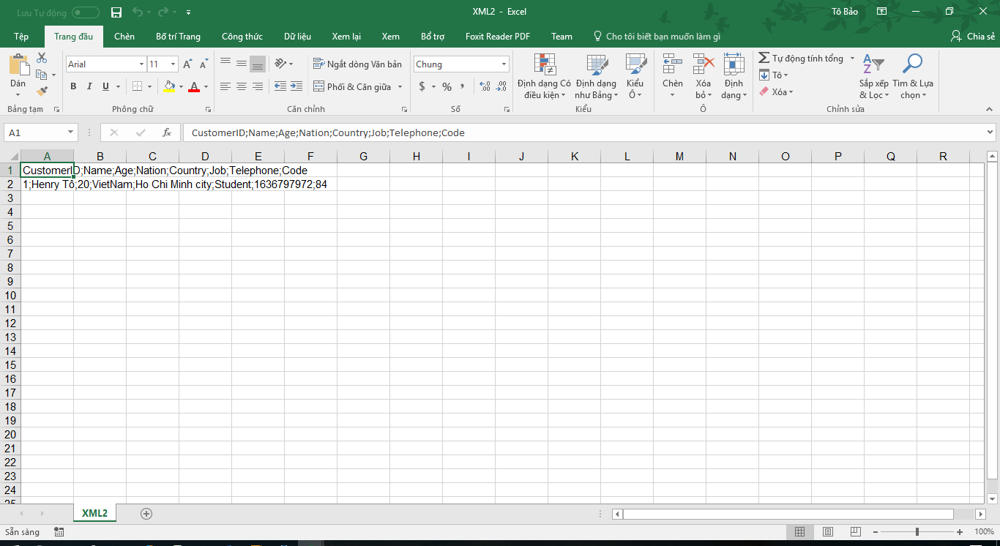 Lưu Tự động
XML2 - Excel
Tô Bảo
Tệp Trang đầu Chèn Bố trí Trang Công thức Dữ liệu Xem lại Xem Bổ trợ Foxit Reader PDF Team Cho tôi biết bạn muốn làm gì Chia sẻ
Dán
Bảng tạm
Arial 11
B I U
Phông chữ
Ngắt dòng Văn bản
Phối & Căn giữa
Căn chỉnh
Chung
$ % ,
Số
Định dạng Có điều kiện
Định dạng như Bảng
Kiểu Ô
Kiểu
Chèn
Xóa bỏ
Định dạng
Ô
Tự động tính tổng
Tô
Xóa
Sắp xếp & Lọc
Tìm & Lựa chọn
Chỉnh sửa
A1 fx CustomerID;Name;Age;Nation;Country;Job;Telephone;Code
A B C D E F G H I J K L M N O P Q R
1 CustomerID;Name;Age;Nation;Country;Job;Telephone;Code
2 1;Henry Tô;20;VietNam;Ho Chi Minh city;Student;1636797972;84
3
4
5
6
7
8
9
10
11
12
13
14
15
16
17
18
19
20
21
22
23
24
25
XML2
Sẵn sàng
100%